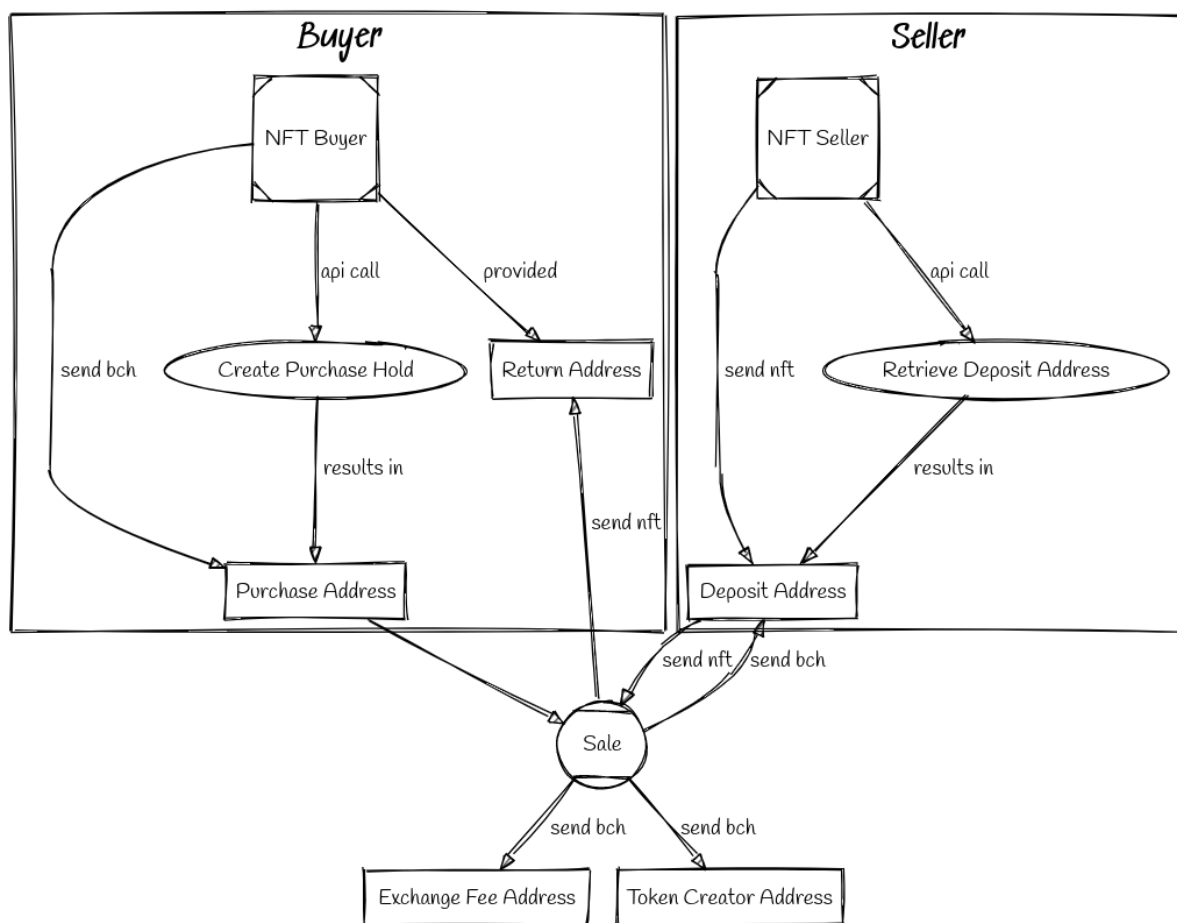 Buyer
Seller
NFT Buyer
NFT Seller
api call
provided
api call
send bch
Create Purchase Hold
Return Address
send nft
Retrieve Deposit Address
results in
results in
send nft
Purchase Address
Deposit Address
send nft
send bch
Sale
send bch
send bch
Exchange Fee Address
Token Creator Address